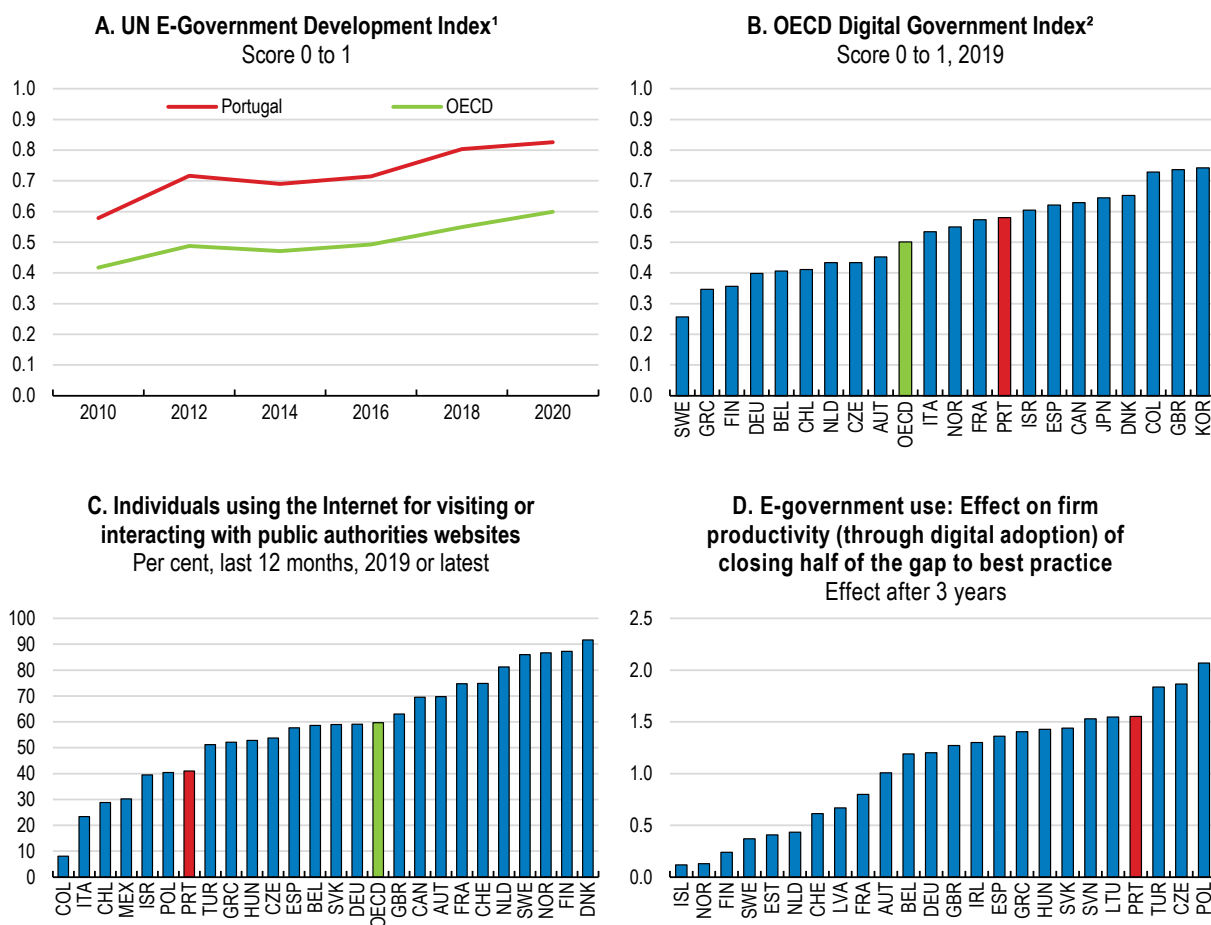 A. UN E-Government Development Index¹
Score 0 to 1
1.0
0.9
0.8
0.7
0.6
0.5
0.4
0.3
0.2
0.1
0.0
Portugal
OECD
2010 2012 2014 2016 2018 2020
B. OECD Digital Government Index²
Score 0 to 1, 2019
1.0
0.9
0.8
0.7
0.6
0.5
0.4
0.3
0.2
0.1
0.0
SWE GRC FIN DEU BEL CHL NLD CZE AUT OECD ITA NOR FRA PRT ISR ESP CAN JPN DNK COL GBR KOR
C. Individuals using the Internet for visiting or
interacting with public authorities websites
Per cent, last 12 months, 2019 or latest
100
90
80
70
60
50
40
30
20
10
0
COL ITA CHL MEX ISR POL PRT TUR GRC HUN CZE ESP BEL SVK DEU OECD GBR CAN AUT FRA CHE NLD SWE NOR FIN DNK
D. E-government use: Effect on firm
productivity (through digital adoption) of
closing half of the gap to best practice
Effect after 3 years
2.5
2.0
1.5
1.0
0.5
0.0
ISL NOR FIN SWE EST NLD CHE LVA FRA AUT BEL DEU GBR IRL ESP GRC HUN SVK SVN LTU PRT TUR CZE POL